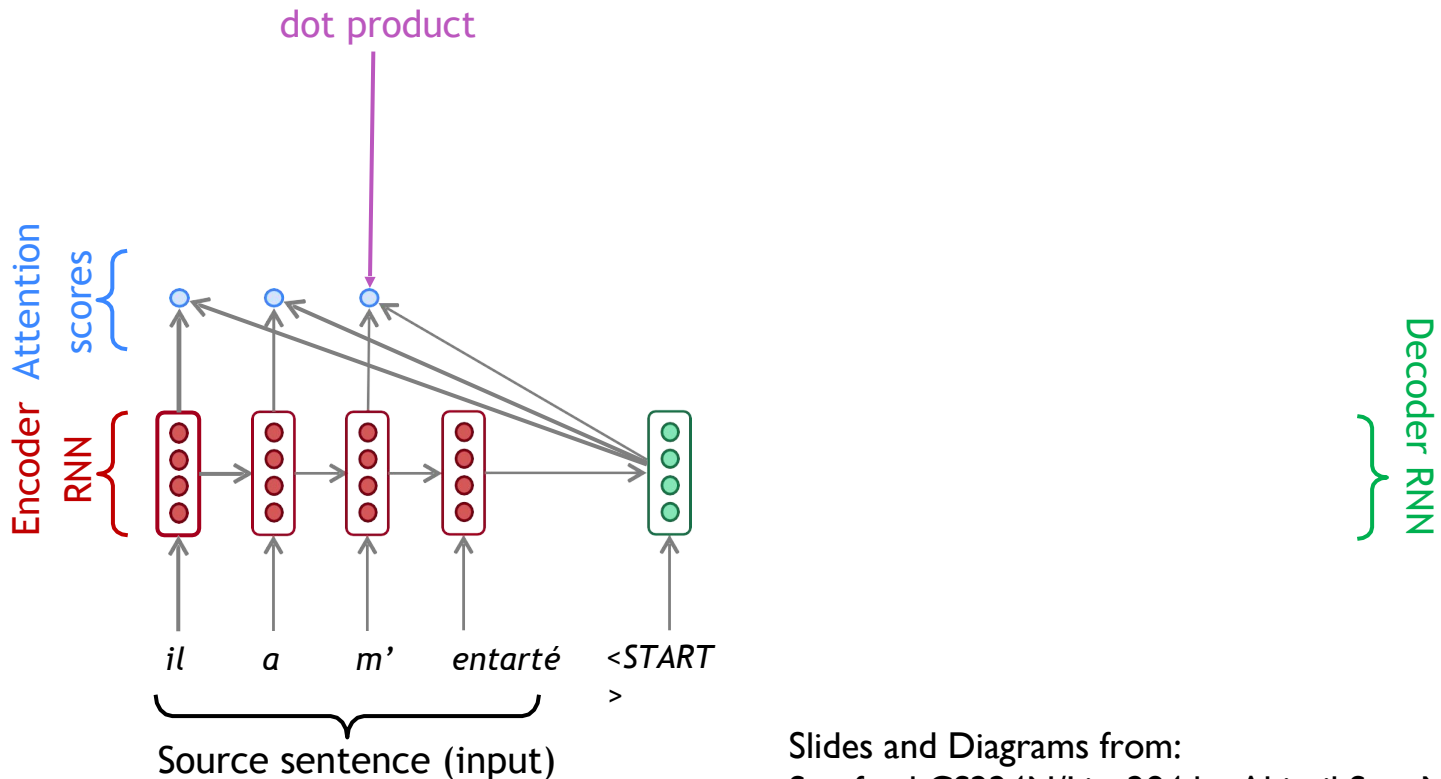 dot product
Attention
scores
Encoder
RNN
Decoder RNN
il a m’ entarté <START
>
Source sentence (input)
Slides and Diagrams from: